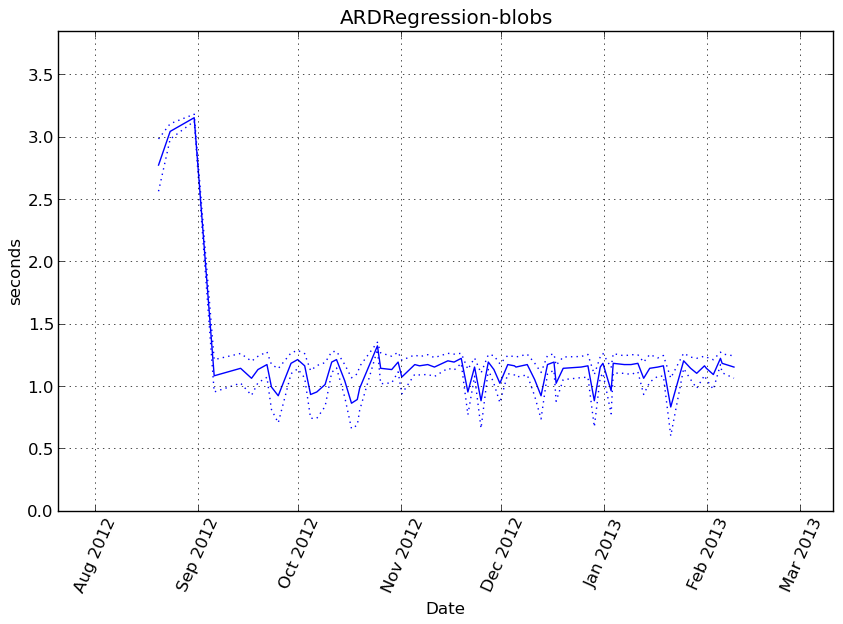 ARDRegression-blobs
3.5
3.0
2.5
2.0
1.5
1.0
0.5
0.0
seconds
Aug 2012
Sep 2012
Oct 2012
Nov 2012
Dec 2012
Jan 2013
Feb 2013
Mar 2013
Date